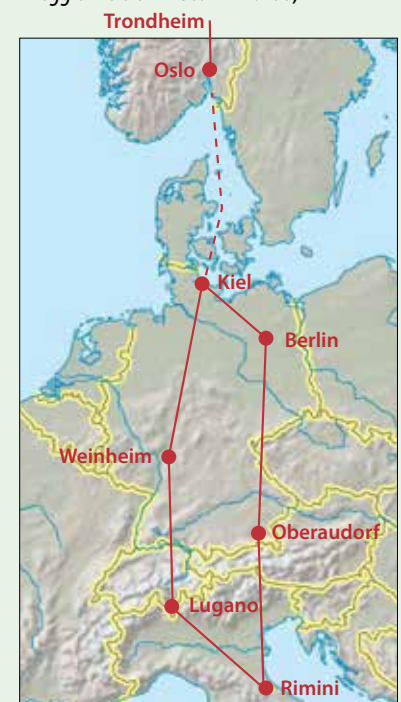 Trondheim
Oslo
Kiel
Berlin
Weinheim
Oberaudorf
Lugano
Rimini